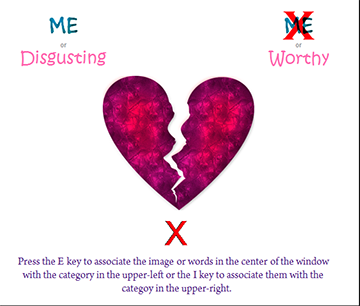 ME
or
Disgusting
ME
or
Worthy
X
Press the E key to associate the image or words in the center of the window
with the category in the upper-left or the I key to associate them with the
categoy in the upper-right.